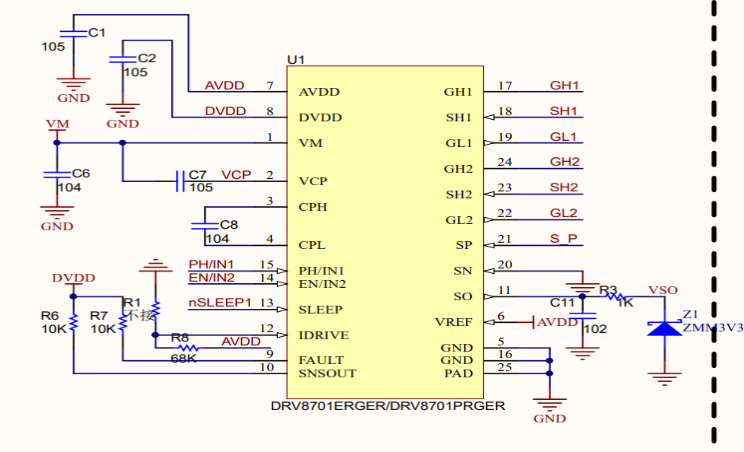 C1
105
GND
C2
105
GND
U1
AVDD 7 AVDD GH1 17 GH1
DVDD 8 DVDD SH1 18 SH1
VM
1 VM GL1 19 GL1
GH2 24 GH2
C7
105
VCP 2 VCP SH2 23 SH2
C6
104
GND
3 CPH GL2 22 GL2
C8
104
4 CPL SP 21 S_P
PH/IN1 15 PH/IN1 SN 20
EN/IN2 14 EN/IN2
DVDD
SO 11
R3
1K
VSO
nSLEEP1 13 SLEEP
C11
102
VREF 6 AVDD
Z1
ZMM3V3
R6
10K
R7
10K
R1
不接
12 IDRIVE
R8
68K
AVDD
GND 5
9 FAULT GND 16
10 SNSOUT PAD 25
DRV8701ERGER/DRV8701PRGER
GND